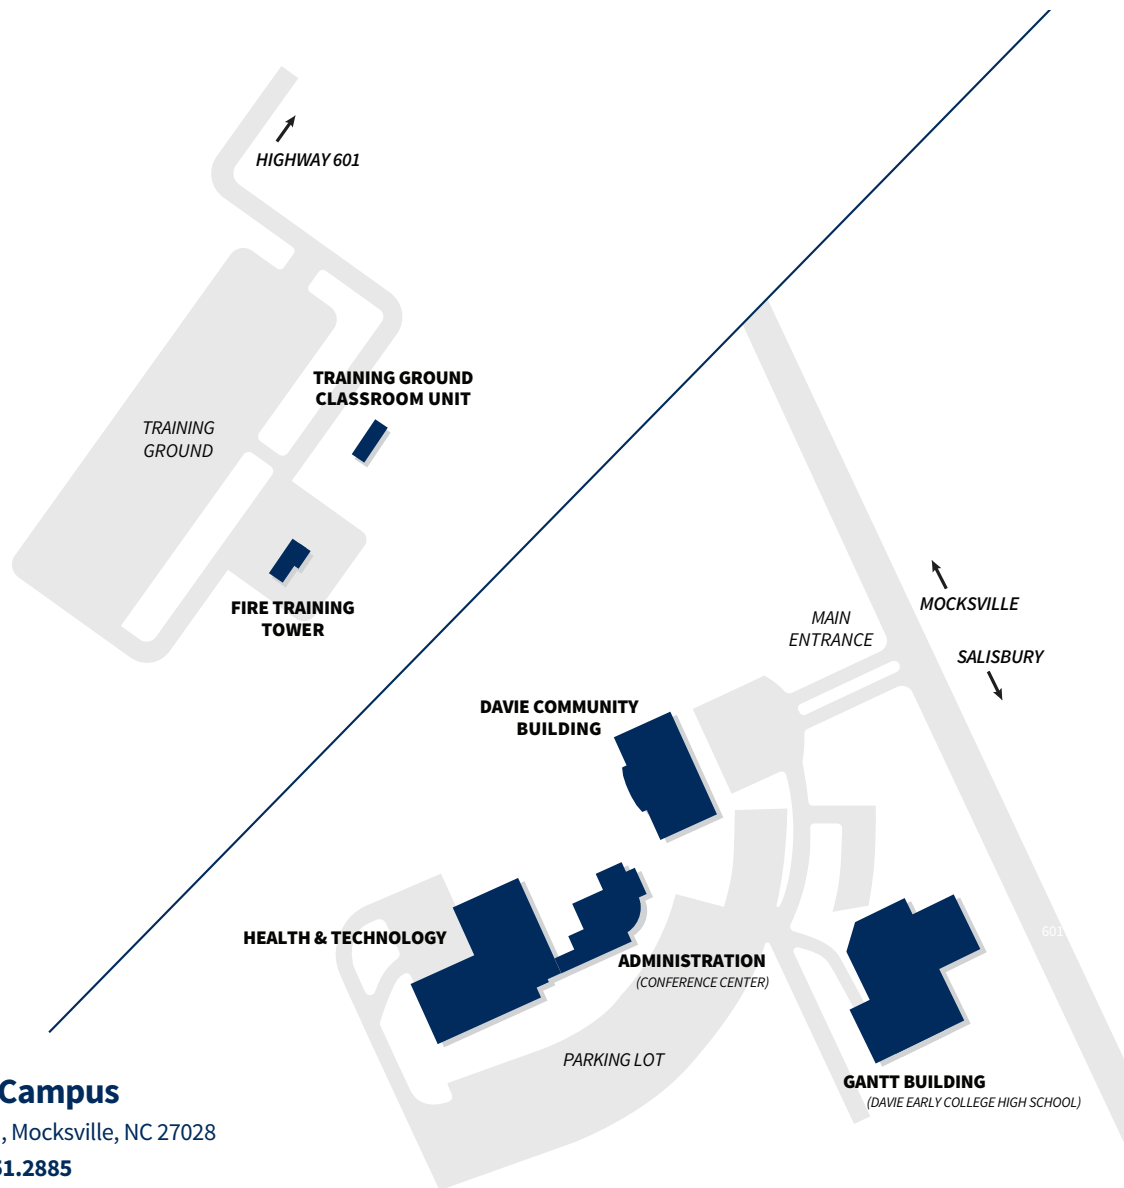 HIGHWAY 601
TRAINING GROUND
CLASSROOM UNIT
TRAINING
GROUND
FIRE TRAINING
TOWER
MOCKSVILLE
MAIN
ENTRANCE
SALISBURY
DAVIE COMMUNITY
BUILDING
601
HEALTH & TECHNOLOGY
ADMINISTRATION
(CONFERENCE CENTER)
PARKING LOT
GANTT BUILDING
(DAVIE EARLY COLLEGE HIGH SCHOOL)
Campus
, Mocksville, NC 27028
1.2885